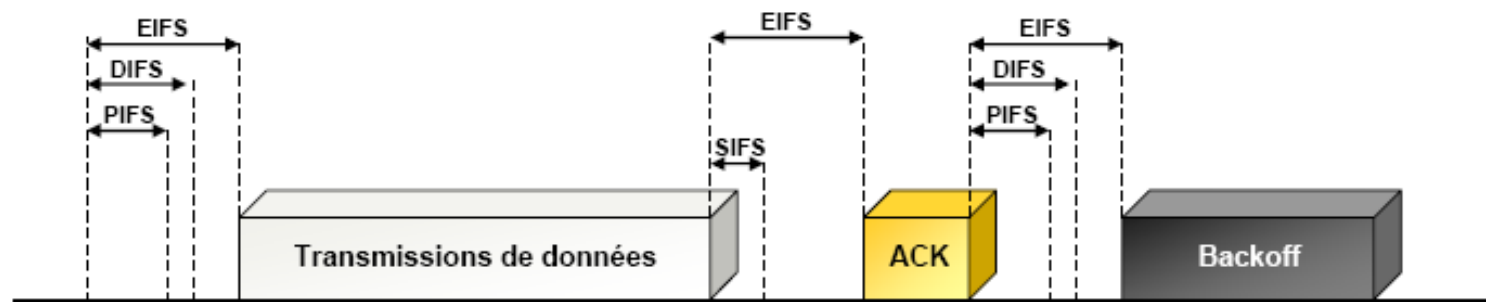 EIFS
DIFS
PIFS
EIFS
SIFS
EIFS
DIFS
PIFS
Transmissions de données
ACK
Backoff